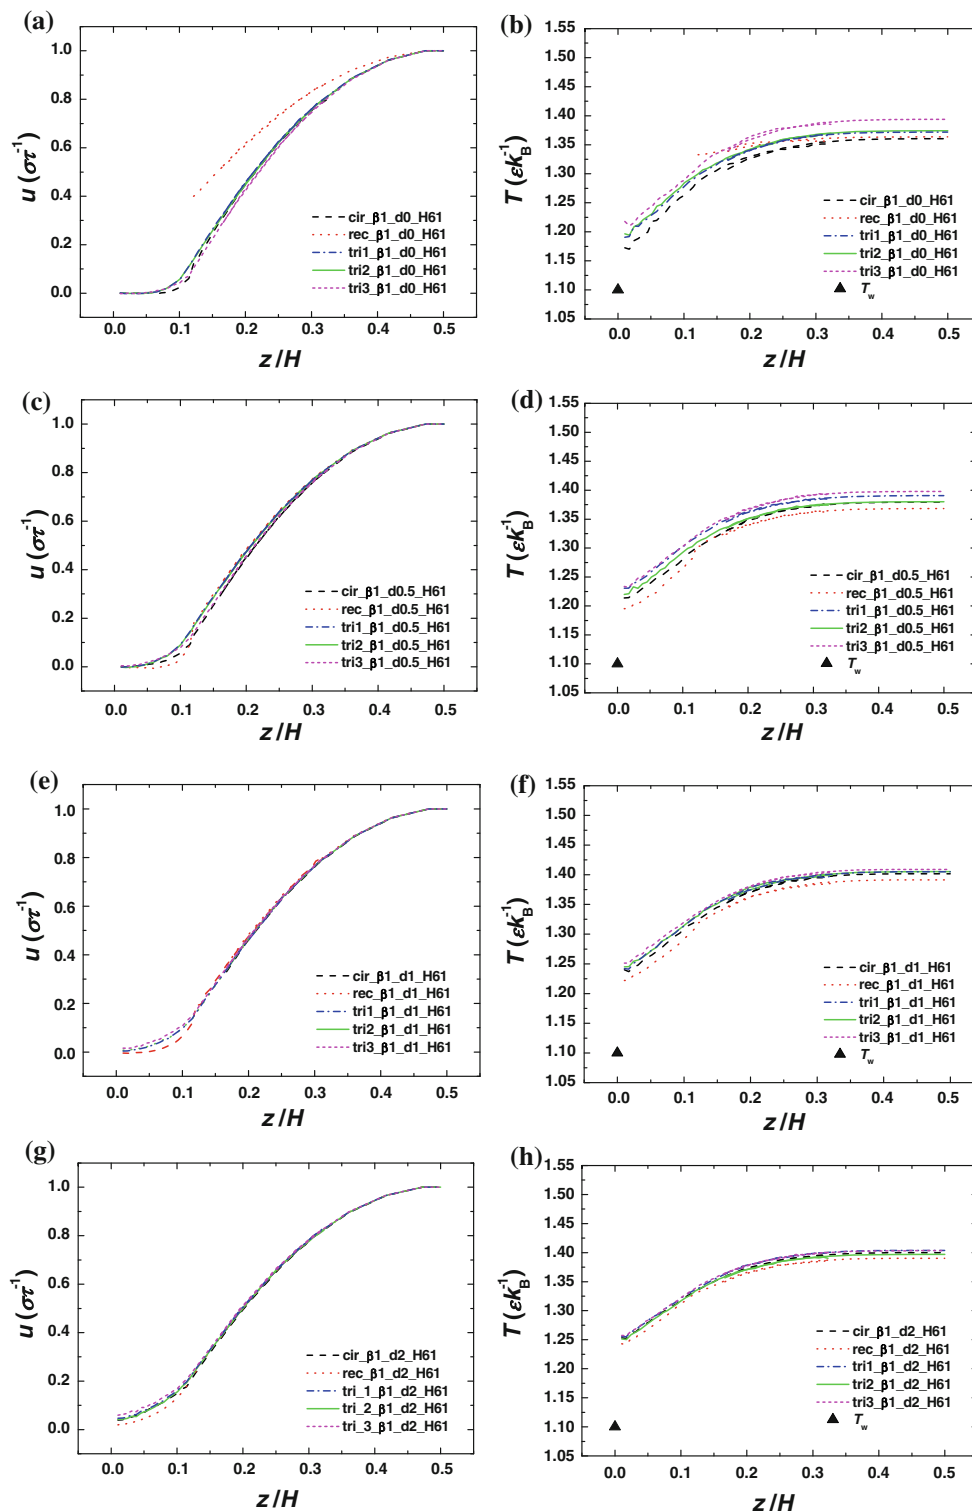 (a)
1.0
0.8
0.6
0.4
0.2
0.0
u (στ⁻¹)
cir_β1_d0_H61
rec_β1_d0_H61
tri1_β1_d0_H61
tri2_β1_d0_H61
tri3_β1_d0_H61
0.0 0.1 0.2 0.3 0.4 0.5
z/H
(b)
1.55
1.50
1.45
1.40
1.35
1.30
1.25
1.20
1.15
1.10
1.05
T (εk_B⁻¹)
cir_β1_d0_H61
rec_β1_d0_H61
tri1_β1_d0_H61
tri2_β1_d0_H61
tri3_β1_d0_H61
T_w
0.0 0.1 0.2 0.3 0.4 0.5
z/H
(c)
1.0
0.8
0.6
0.4
0.2
0.0
u (στ⁻¹)
cir_β1_d0.5_H61
rec_β1_d0.5_H61
tri1_β1_d0.5_H61
tri2_β1_d0.5_H61
tri3_β1_d0.5_H61
0.0 0.1 0.2 0.3 0.4 0.5
z/H
(d)
1.55
1.50
1.45
1.40
1.35
1.30
1.25
1.20
1.15
1.10
1.05
T (εk_B⁻¹)
cir_β1_d0.5_H61
rec_β1_d0.5_H61
tri1_β1_d0.5_H61
tri2_β1_d0.5_H61
tri3_β1_d0.5_H61
T_w
0.0 0.1 0.2 0.3 0.4 0.5
z/H
(e)
1.0
0.8
0.6
0.4
0.2
0.0
u (στ⁻¹)
cir_β1_d1_H61
rec_β1_d1_H61
tri1_β1_d1_H61
tri2_β1_d1_H61
tri3_β1_d1_H61
0.0 0.1 0.2 0.3 0.4 0.5
z/H
(f)
1.55
1.50
1.45
1.40
1.35
1.30
1.25
1.20
1.15
1.10
1.05
T (εk_B⁻¹)
cir_β1_d1_H61
rec_β1_d1_H61
tri1_β1_d1_H61
tri2_β1_d1_H61
tri3_β1_d1_H61
T_w
0.0 0.1 0.2 0.3 0.4 0.5
z/H
(g)
1.0
0.8
0.6
0.4
0.2
0.0
u (στ⁻¹)
cir_β1_d2_H61
rec_β1_d2_H61
tri_1_β1_d2_H61
tri_2_β1_d2_H61
tri_3_β1_d2_H61
0.0 0.1 0.2 0.3 0.4 0.5
z/H
(h)
1.55
1.50
1.45
1.40
1.35
1.30
1.25
1.20
1.15
1.10
1.05
T (εk_B⁻¹)
cir_β1_d2_H61
rec_β1_d2_H61
tri1_β1_d2_H61
tri2_β1_d2_H61
tri3_β1_d2_H61
T_w
0.0 0.1 0.2 0.3 0.4 0.5
z/H